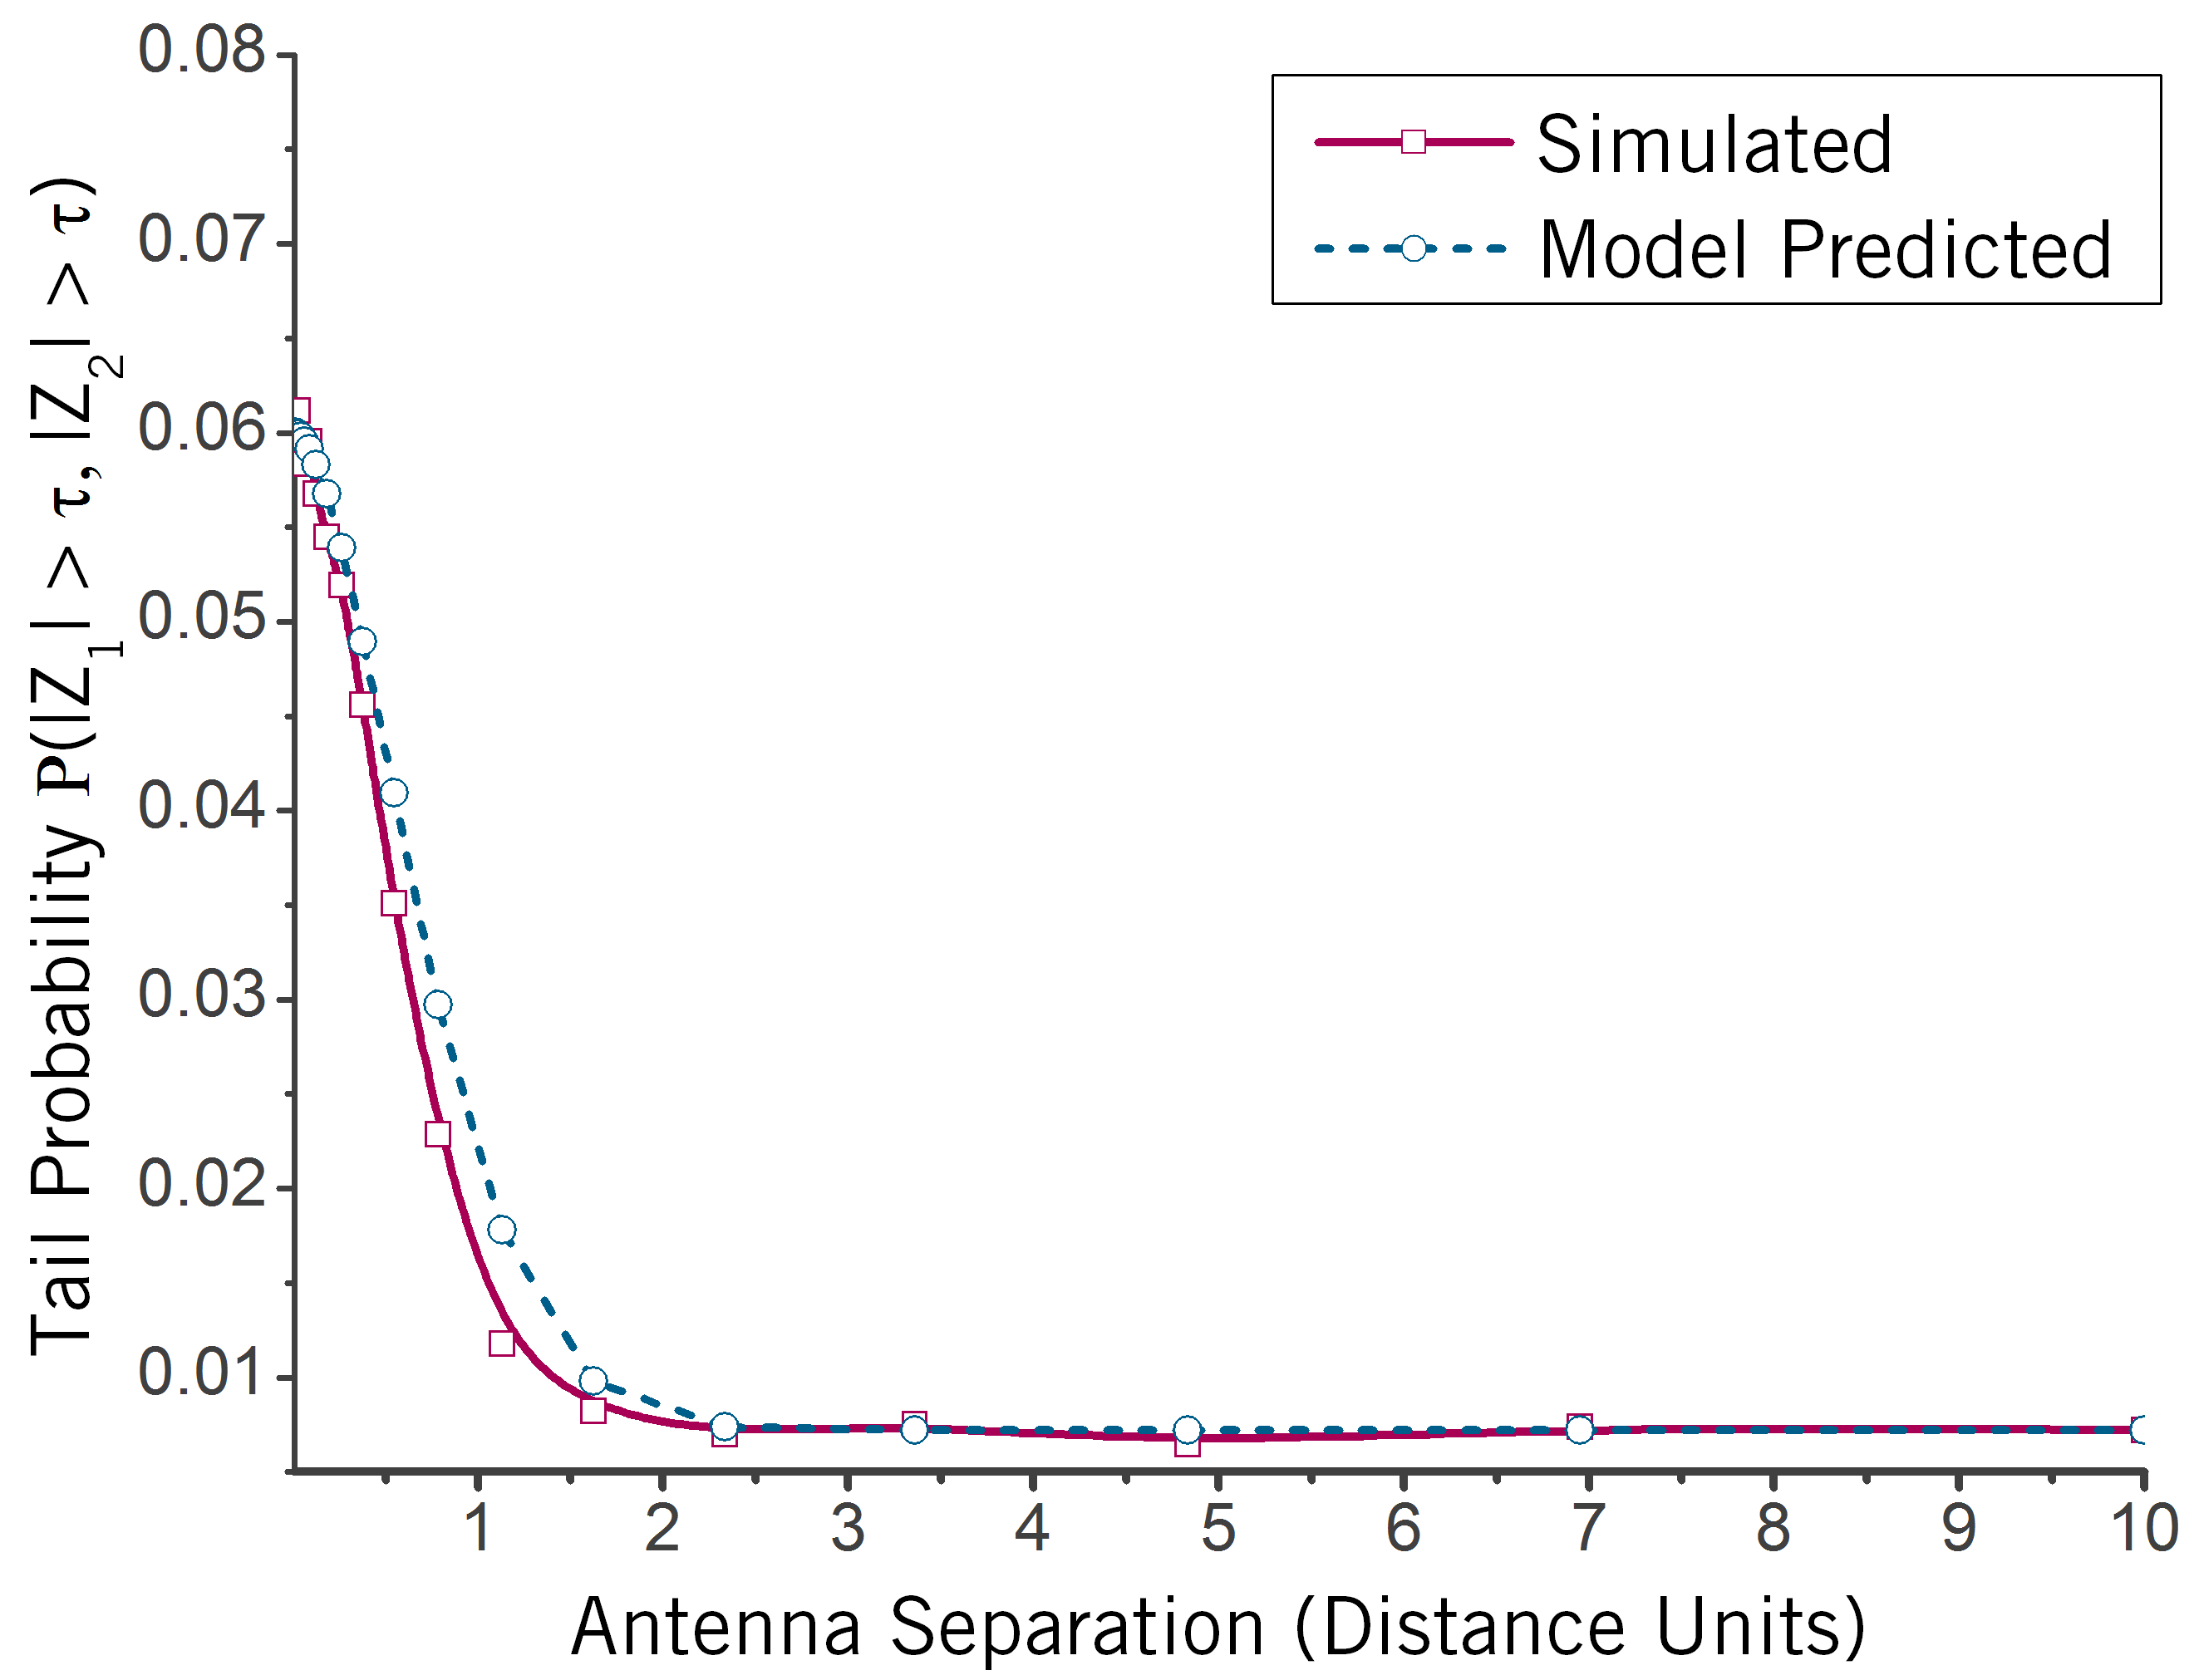 0.08
0.07
0.06
0.05
0.04
0.03
0.02
0.01
Tail Probability P(|Z₁| > τ, |Z₂| > τ)
Simulated
Model Predicted
1 2 3 4 5 6 7 8 9 10
Antenna Separation (Distance Units)